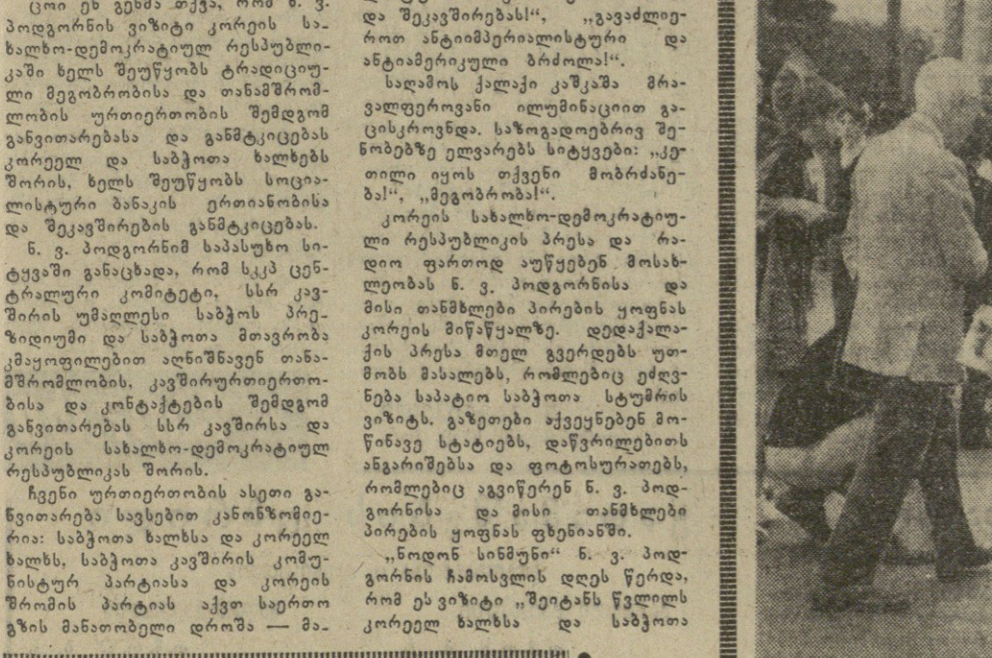 ცოი ენ გენმა თქვა, რომ ნ. ვ.
პოდგორნის ვიზიტი კორეის სა-
ხალხო-დემოკრატიულ რესპუბლი-
კაში ხელს შეუწყობს ტრადიციუ-
ლი მეგობრობისა და თანამშრომ-
ლობის ურთიერთობის შემდგომ
განვითარებასა და განმტკიცებას
კორეელ და საბჭოთა ხალხებს
შორის, ხელს შეუწყობს სოცია-
ლისტური ბანაკის ერთიანობისა
და შეკავშირების განმტკიცებას.
ნ. ვ. პოდგორნიმ საპასუხო სი-
ტყვაში განაცხადა, რომ სკკპ ცენ-
ტრალური კომიტეტი, სსრ კავ-
შირის უმაღლესი საბჭოს პრე-
ზიდიუმი და საბჭოთა მთავრობა
კმაყოფილებით აღნიშნავენ თანა-
მშრომლობის, კავშირურთიერთო-
ბისა და კონტაქტების შემდგომ
განვითარებას სსრ კავშირსა და
კორეის სახალხო-დემოკრატიულ
რესპუბლიკას შორის.
ჩვენი ურთიერთობის ასეთი გა-
ნვითარება სავსებით კანონზომიე-
რია: საბჭოთა ხალხსა და კორეელ
ხალხს, საბჭოთა კავშირის კომუ-
ნისტურ პარტიასა და კორეის
შრომის პარტიას აქვთ საერთო
გზის მანათობელი დროშა — მა-
და შეკავშირებას!“, „გავაძლიე-
როთ ანტიიმპერიალისტური და
ანტიამერიკული ბრძოლა!“.
საღამოს ქალაქი კაშკაშა მრა-
ვალფეროვანი ილუმინაციით გა-
ცისკროვნდა. საზოგადოებრივ შე-
ნობებზე ელვარებს სიტყვები: „კე-
თილი იყოს თქვენი მობრძანე-
ბა!“, „მეგობრობა!“.
კორეის სახალხო-დემოკრატიუ-
ლი რესპუბლიკის პრესა და რა-
დიო ფართოდ აუწყებენ მოსახ-
ლეობას ნ. ვ. პოდგორნისა და
მისი თანმხლები პირების ყოფნას
კორეის მიწაწყალზე. დედაქალა-
ქის პრესა მთელ გვერდებს უთ-
მობს მასალებს, რომლებიც ეძღვ-
ნება საპატიო საბჭოთა სტუმრის
ვიზიტს. გაზეთები აქვეყნებენ მო-
წინავე სტატიებს, დაწვრილებითს
ანგარიშებსა და ფოტოსურათებს,
რომლებიც აგვიწერენ ნ. ვ. პოდ-
გორნისა და მისი თანმხლები
პირების ყოფნას ფხენიანში.
„ნოდონ სინმუნი“ ნ. ვ. პოდ-
გორნის ჩამოსვლის დღეს წერდა,
რომ ეს ვიზიტი „შეიტანს წვლილს
კორეელ ხალხსა და საბჭოთა